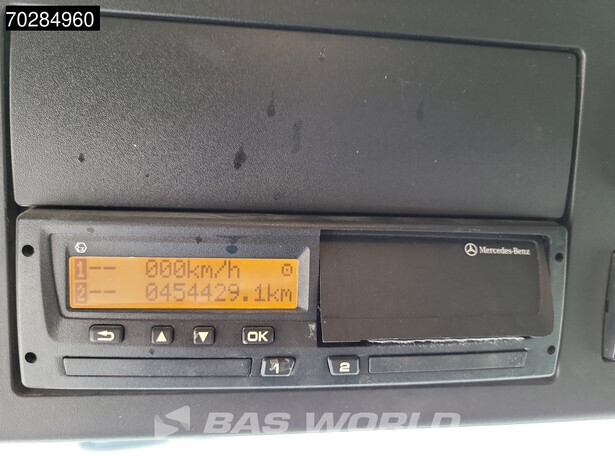 70284960
Mercedes-Benz
1-- 000km/h
2-- 0454429.1km
OK
1
2
BAS WORLD